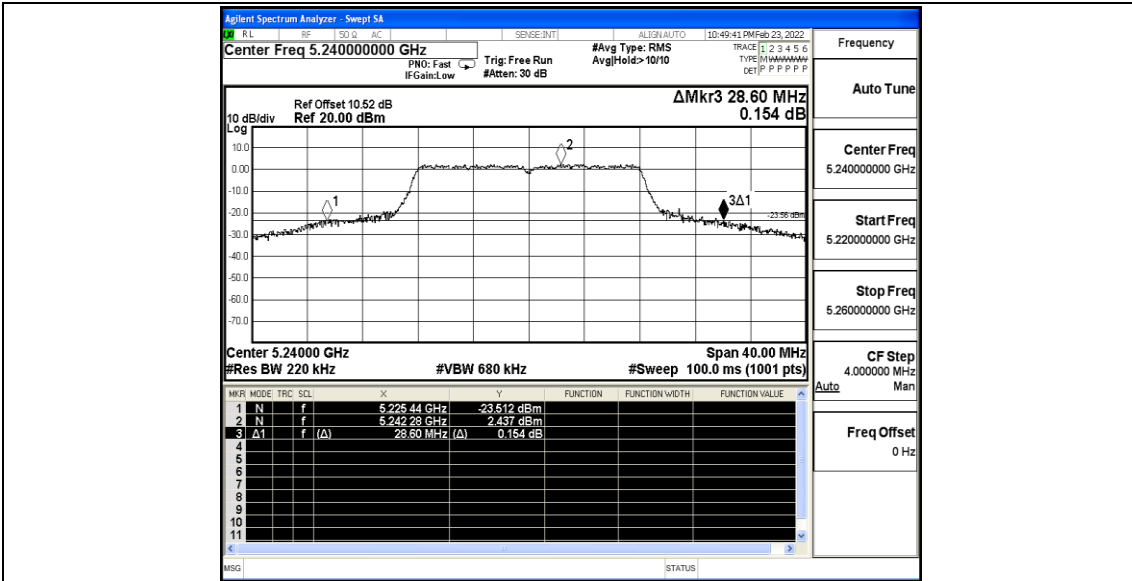 Agilent Spectrum Analyzer - Swept SA
RL RF 50 Ω AC SENSE:INT ALIGNAUTO 10:49:41 PM Feb 23, 2022
Center Freq 5.240000000 GHz
PNO: Fast
IFGain:Low
Trig: Free Run
#Atten: 30 dB
#Avg Type: RMS
Avg|Hold:>10/10
TRACE 1 2 3 4 5 6
TYPE M
DET P P P P P P
ΔMkr3 28.60 MHz
0.154 dB
Ref Offset 10.52 dB
10 dB/div Ref 20.00 dBm
Log
10.0
0.00
-10.0
-20.0
-30.0
-40.0
-50.0
-60.0
-70.0
1
2
3Δ1
-23.56 dBm
Center 5.24000 GHz Span 40.00 MHz
#Res BW 220 kHz #VBW 680 kHz #Sweep 100.0 ms (1001 pts)
MKR MODE TRC SCL X Y FUNCTION FUNCTION WIDTH FUNCTION VALUE
1 N f 5.225 44 GHz -23.512 dBm
2 N f 5.242 28 GHz 2.437 dBm
3 Δ1 f (Δ) 28.60 MHz (Δ) 0.154 dB
4
5
6
7
8
9
10
11
MSG STATUS
Frequency
Auto Tune
Center Freq
5.240000000 GHz
Start Freq
5.220000000 GHz
Stop Freq
5.260000000 GHz
CF Step
4.000000 MHz
Auto Man
Freq Offset
0 Hz